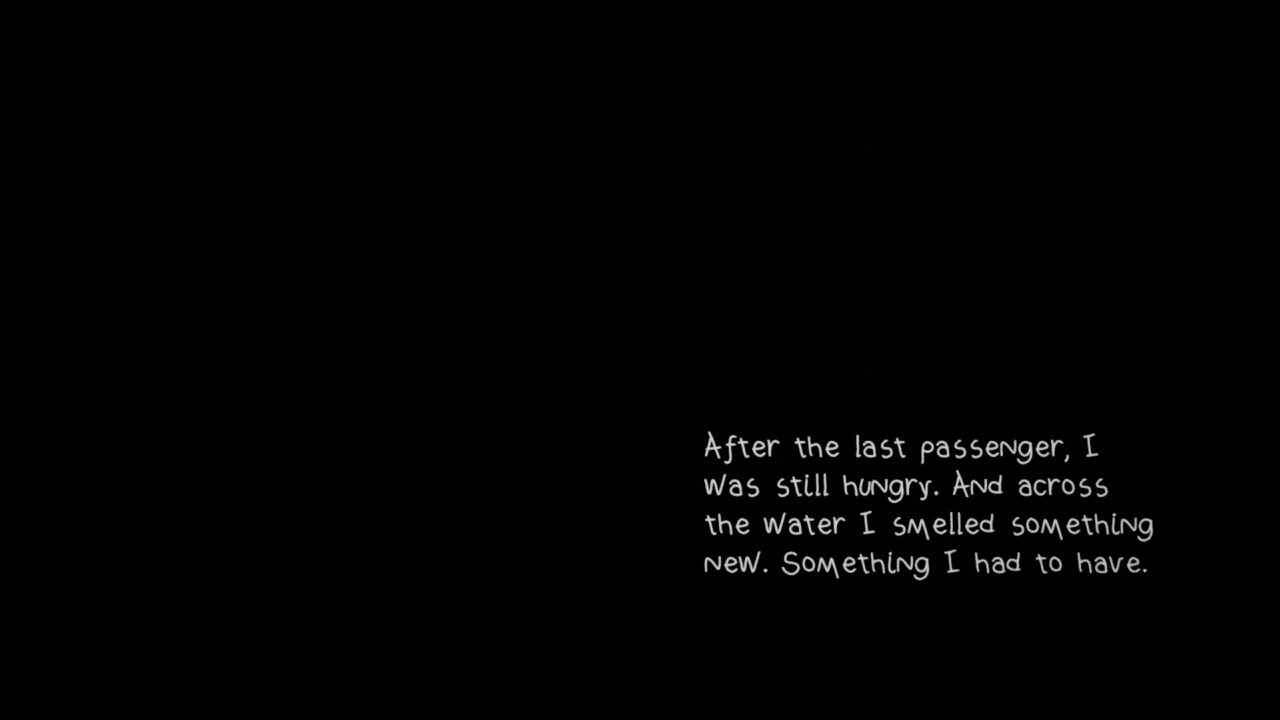 After the last passenger, I
was still hungry. And across
the water I smelled something
new. Something I had to have.